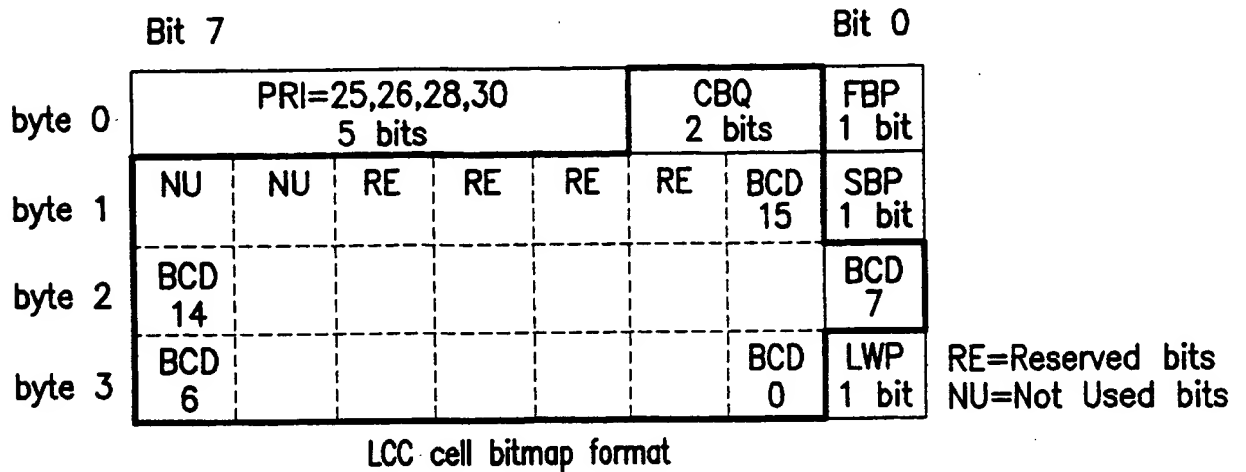 Bit 7 Bit 0
byte 0 PRI=25,26,28,30 CBQ FBP
5 bits 2 bits 1 bit
byte 1 NU NU RE RE RE RE BCD SBP
15 1 bit
byte 2 BCD BCD
14 7
byte 3 BCD BCD LWP RE=Reserved bits
6 0 1 bit NU=Not Used bits
LCC cell bitmap format